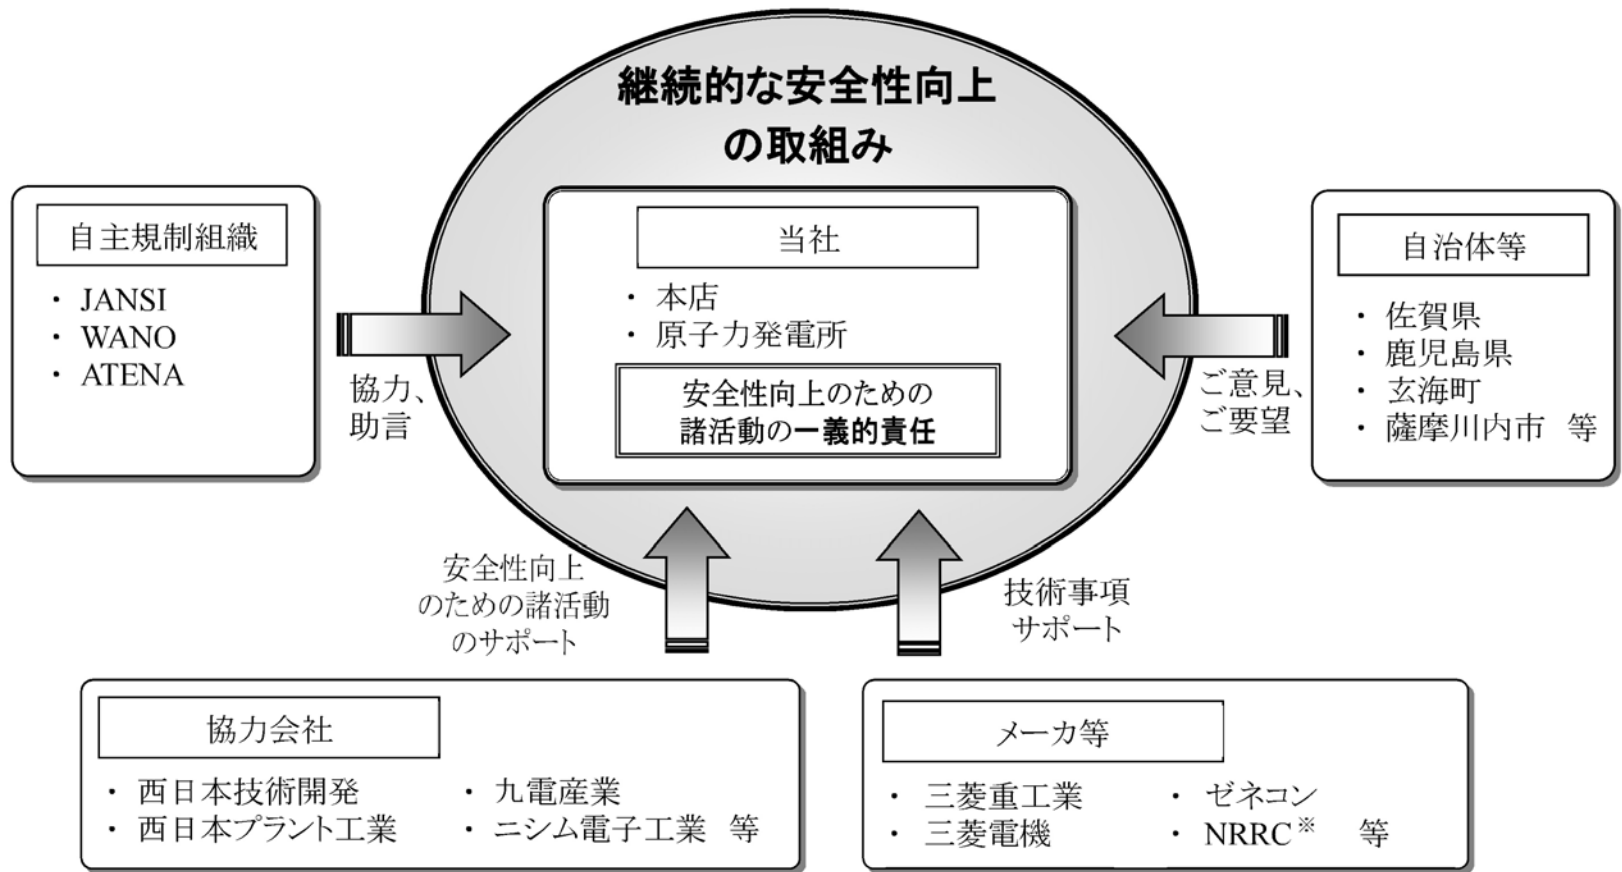 継続的な安全性向上
の取組み
自主規制組織
・ JANSI
・ WANO
・ ATENA
協力、
助言
当社
・ 本店
・ 原子力発電所
安全性向上のための
諸活動の一義的責任
自治体等
・ 佐賀県
・ 鹿児島県
・ 玄海町
・ 薩摩川内市 等
ご意見、
ご要望
安全性向上
のための諸活動
のサポート
技術事項
サポート
協力会社
・ 西日本技術開発
・ 西日本プラント工業
・ 九電産業
・ ニシム電子工業 等
メーカ等
・ 三菱重工業
・ 三菱電機
・ ゼネコン
・ NRRC※ 等